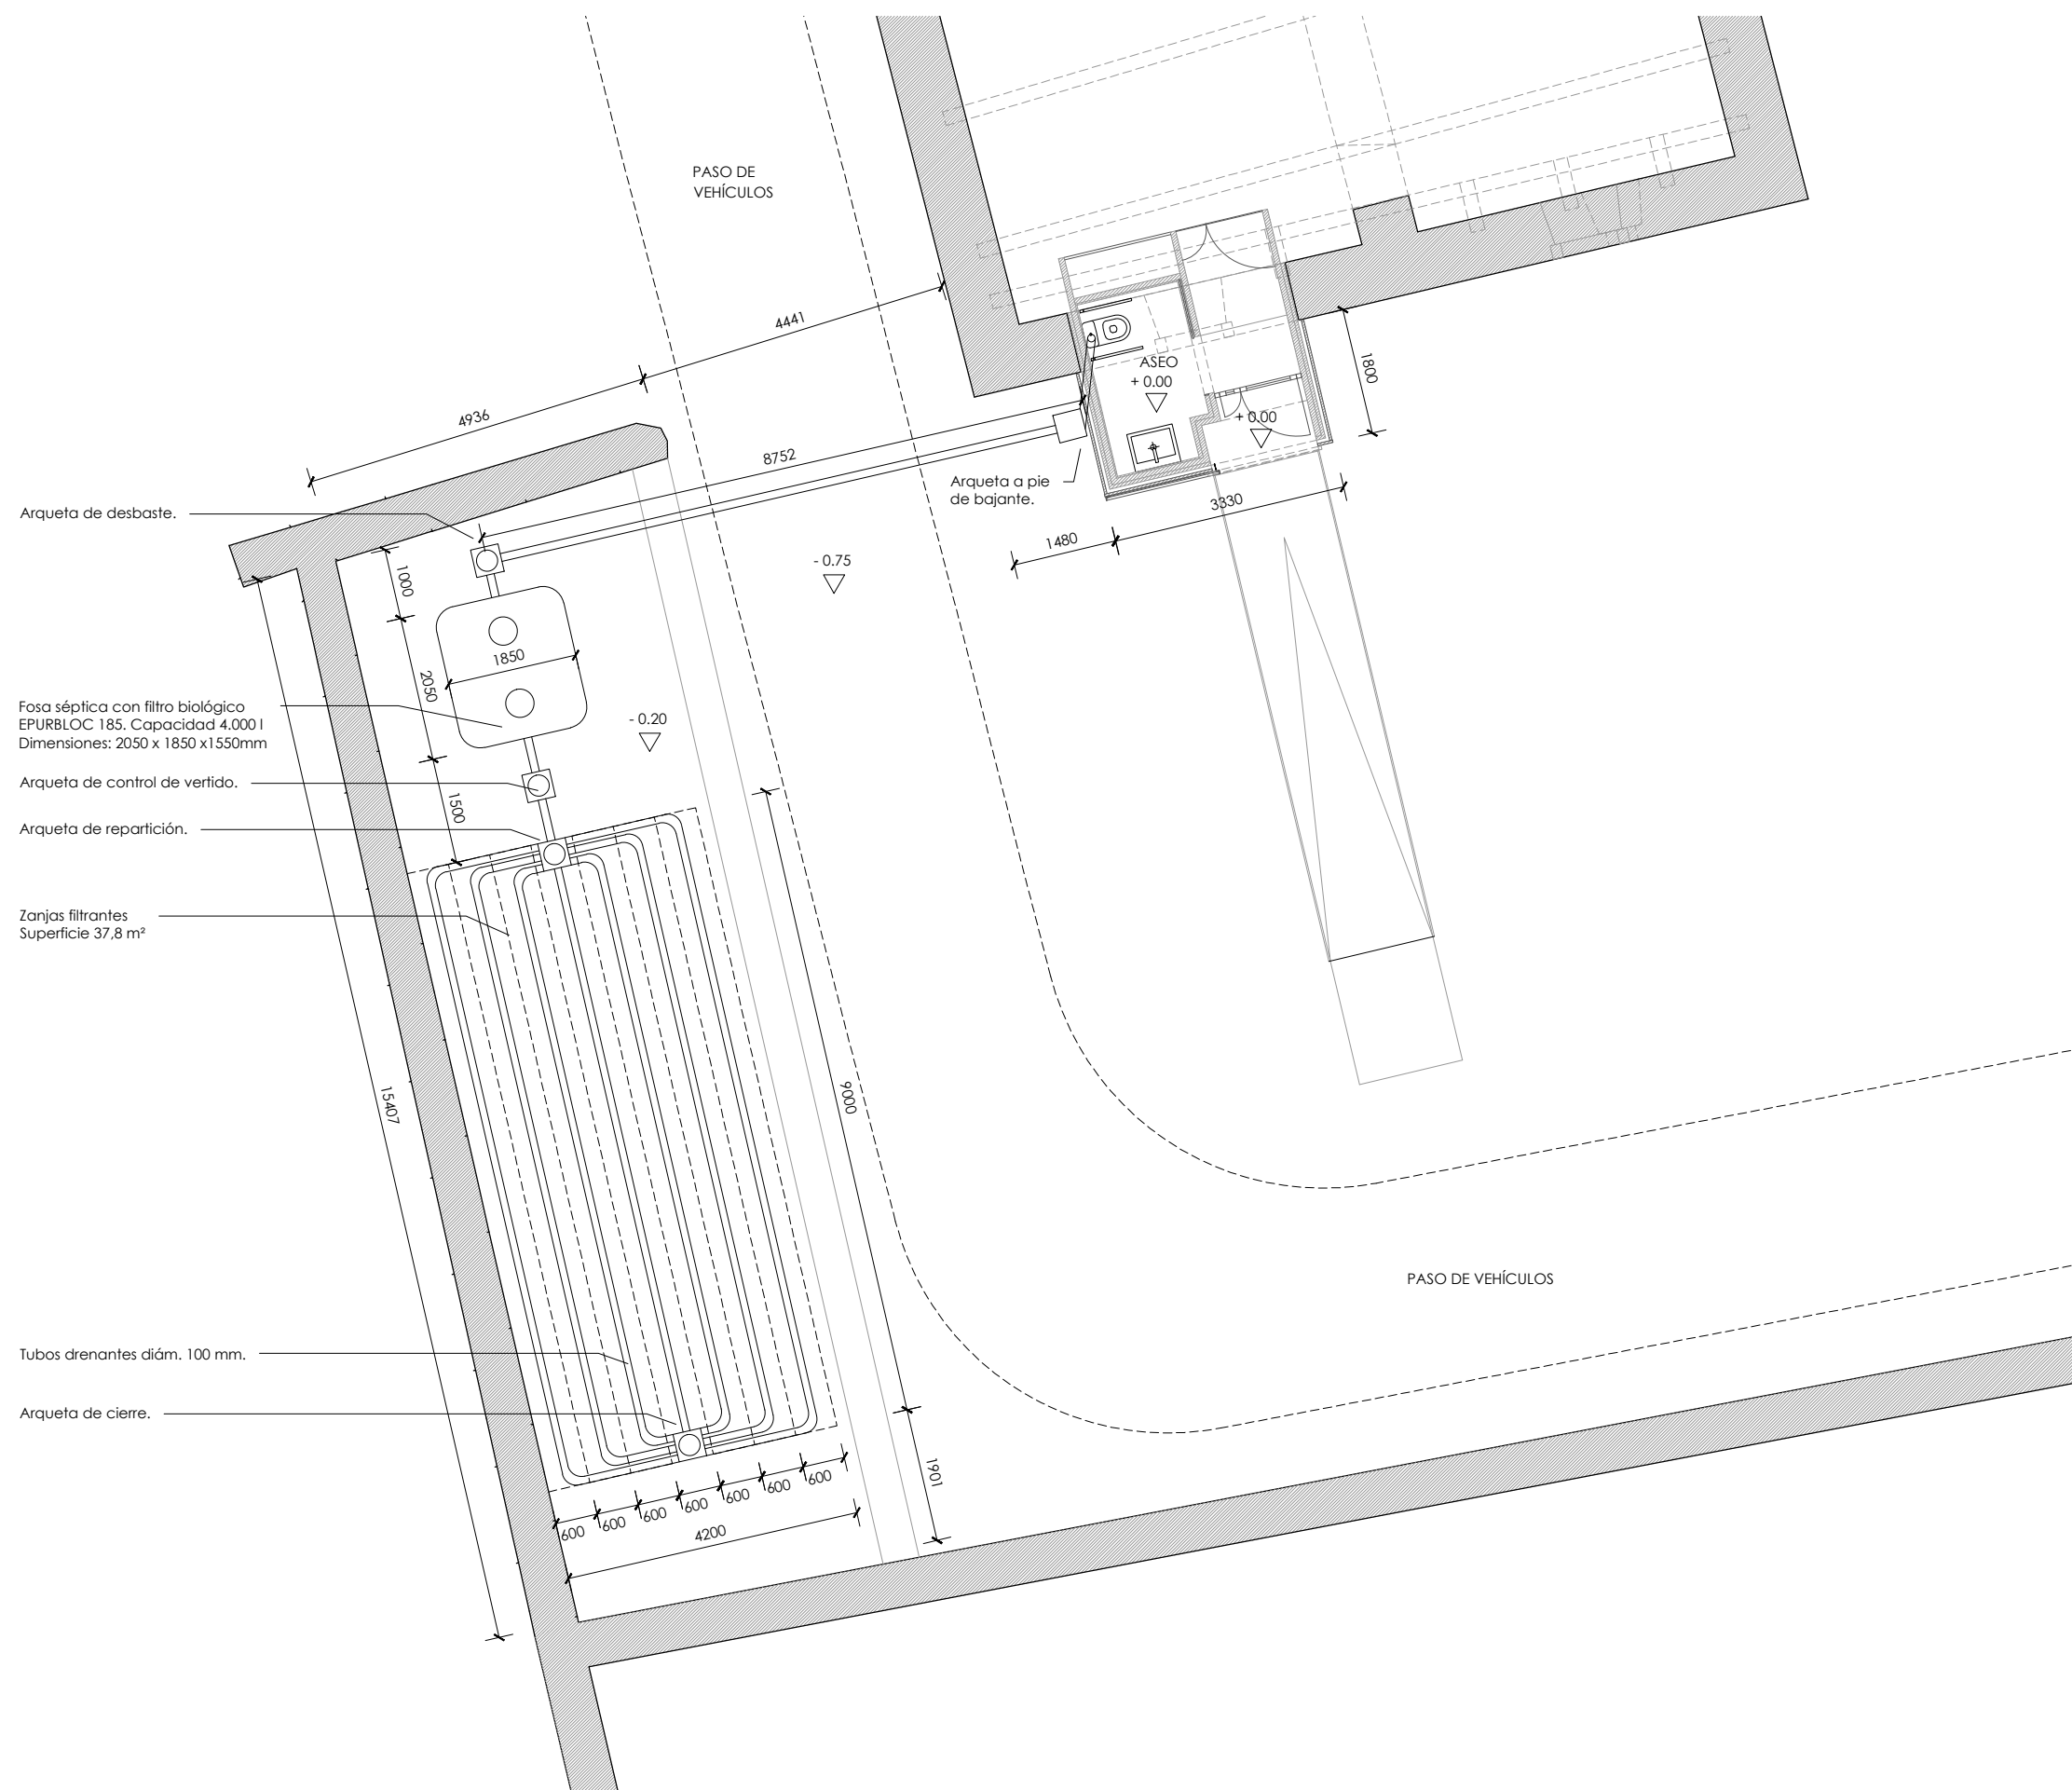 PASO DE
VEHÍCULOS
4441
4936
8752
ASEO
+ 0.00
+ 0.00
1800
Arqueta a pie
de bajante.
3330
1480
Arqueta de desbaste.
- 0.75
1000
1850
2050
Fosa séptica con filtro biológico
EPURBLOC 185. Capacidad 4.000 l
Dimensiones: 2050 x 1850 x1550mm
- 0.20
Arqueta de control de vertido.
1500
Arqueta de repartición.
Zanjas filtrantes
Superficie 37,8 m²
15407
9000
PASO DE VEHÍCULOS
Tubos drenantes diám. 100 mm.
Arqueta de cierre.
1901
600
600
600
600
600
600
600
4200